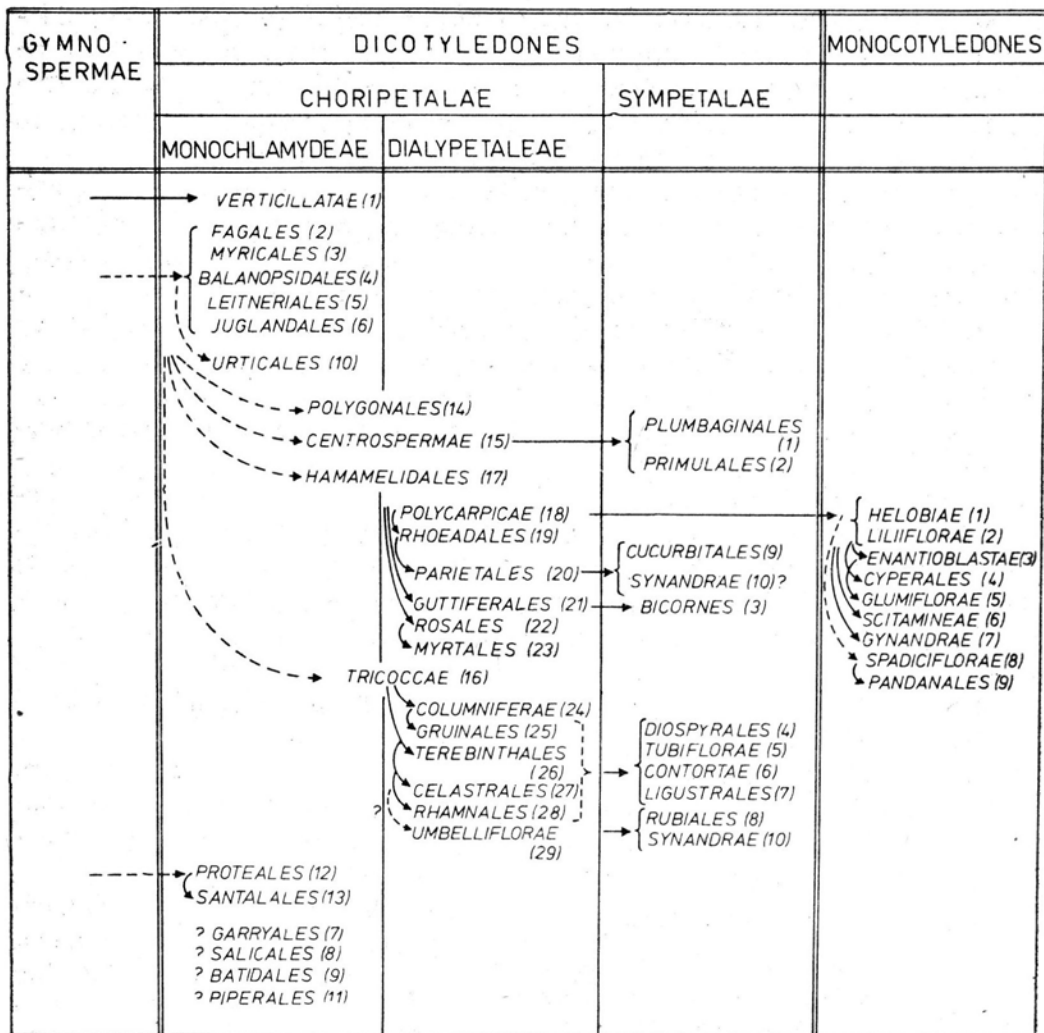 GYMNO-
SPERMAE
DICOTYLEDONES
MONOCOTYLEDONES
CHORIPETALAE
SYMPETALAE
MONOCHLAMYDEAE
DIALYPETALEAE
VERTICILLATAE (1)
FAGALES (2)
MYRICALES (3)
BALANOPSIDALES (4)
LEITNERIALES (5)
JUGLANDALES (6)
URTICALES (10)
POLYGONALES (14)
CENTROSPERMAE (15)
HAMAMELIDALES (17)
PLUMBAGINALES
(1)
PRIMULALES (2)
POLYCARPICAE (18)
RHOEADALES (19)
PARIETALES (20)
GUTTIFERALES (21)
ROSALES (22)
MYRTALES (23)
CUCURBITALES (9)
SYNANDRAE (10)?
BICORNES (3)
HELOBIAE (1)
LILIIFLORAE (2)
ENANTIOBLASTAE (3)
CYPERALES (4)
GLUMIFLORAE (5)
SCITAMINEAE (6)
GYNANDRAE (7)
SPADICIFLORAE (8)
PANDANALES (9)
TRICOCCAE (16)
COLUMNIFERAE (24)
GRUINALES (25)
TEREBINTHALES
(26)
CELASTRALES (27)
? RHAMNALES (28)
UMBELLIFLORAE
(29)
DIOSPYRALES (4)
TUBIFLORAE (5)
CONTORTAE (6)
LIGUSTRALES (7)
RUBIALES (8)
SYNANDRAE (10)
PROTEALES (12)
SANTALALES (13)
? GARRYALES (7)
? SALICALES (8)
? BATIDALES (9)
? PIPERALES (11)